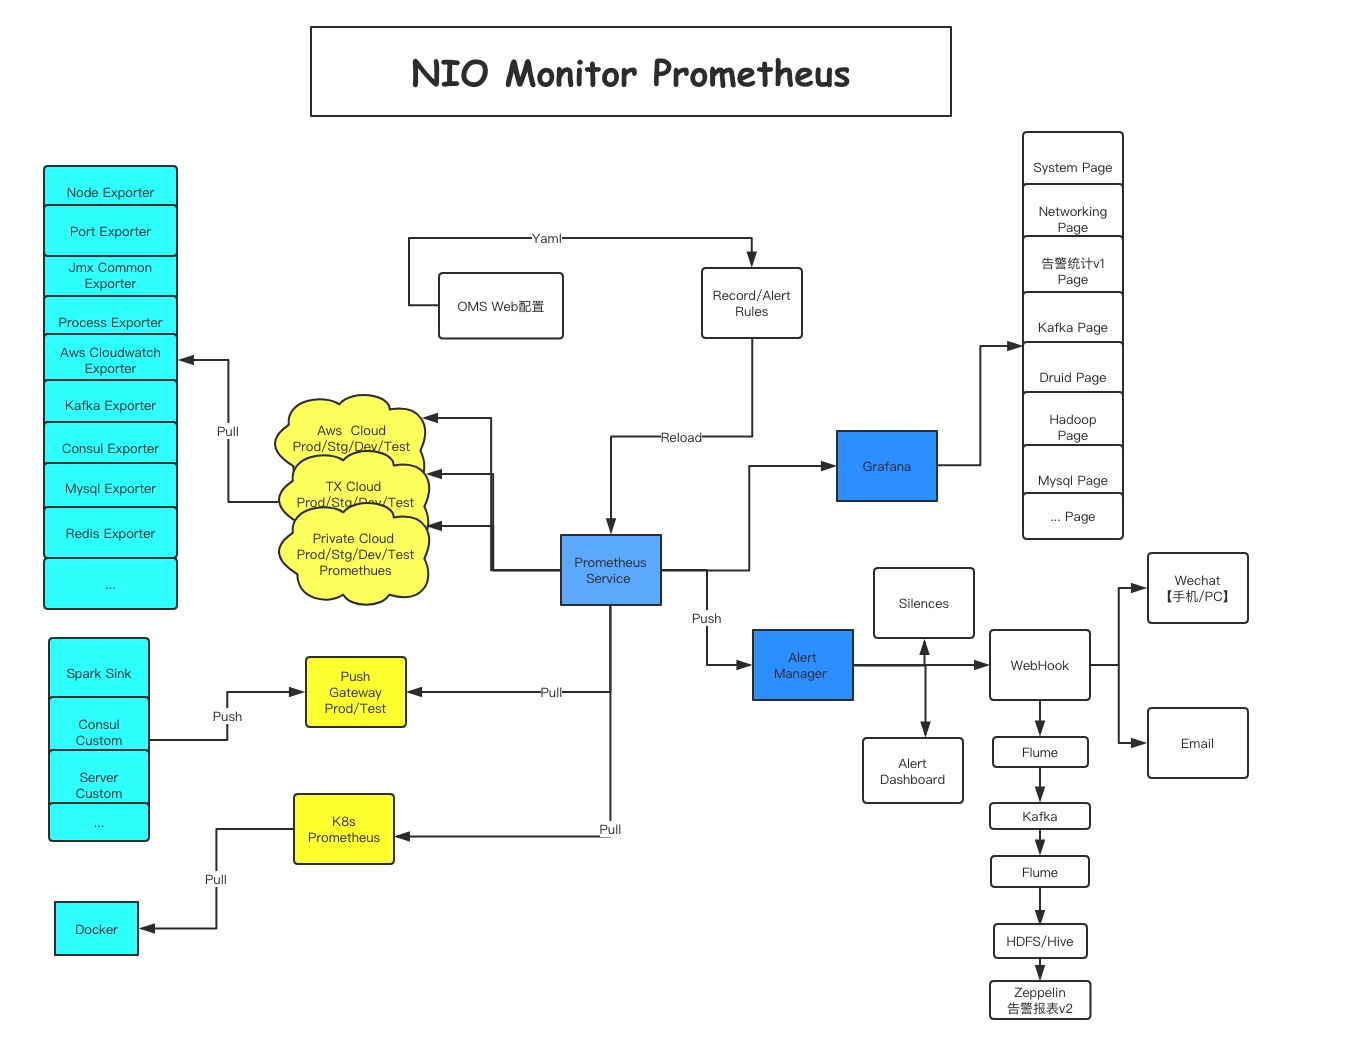 NIO Monitor Prometheus
Node Exporter
Port Exporter
Jmx Common
Exporter
Process Exporter
Aws Cloudwatch
Exporter
Kafka Exporter
Consul Exporter
Mysql Exporter
Redis Exporter
...
Spark Sink
Consul
Custom
Server
Custom
...
Docker
Pull
Push
Pull
Aws Cloud
Prod/Stg/Dev/Test
TX Cloud
Prod/Stg/Dev/Test
Private Cloud
Prod/Stg/Dev/Test
Promethues
Push
Gateway
Prod/Test
K8s
Prometheus
Yaml
OMS Web配置
Record/Alert
Rules
Reload
Prometheus
Service
Pull
Pull
Push
Grafana
Alert
Manager
Silences
Alert
Dashboard
System Page
Networking
Page
告警统计v1
Page
Kafka Page
Druid Page
Hadoop
Page
Mysql Page
... Page
WebHook
Wechat
【手机/PC】
Email
Flume
Kafka
Flume
HDFS/Hive
Zeppelin
告警报表v2